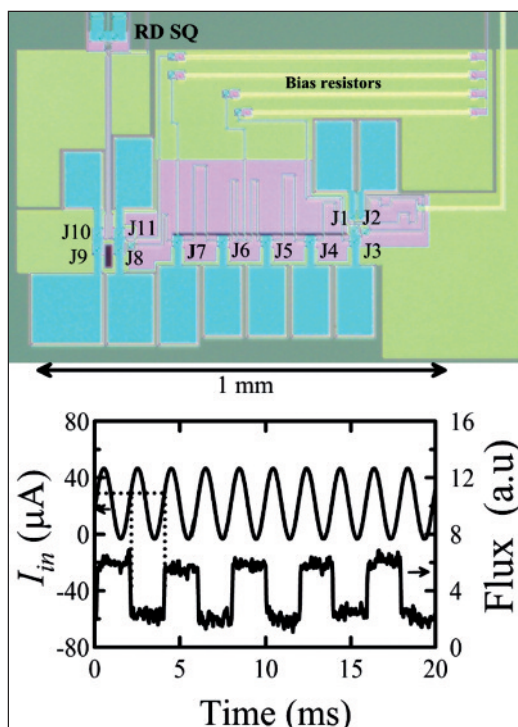 RD SQ
Bias resistors
J1 J2
J10 J11
J9 J8 J7 J6 J5 J4 J3
1 mm
80 16
40 12
0 8
-40 4
-80 0
I_in (μA)
Flux (a.u)
0 5 10 15 20
Time (ms)